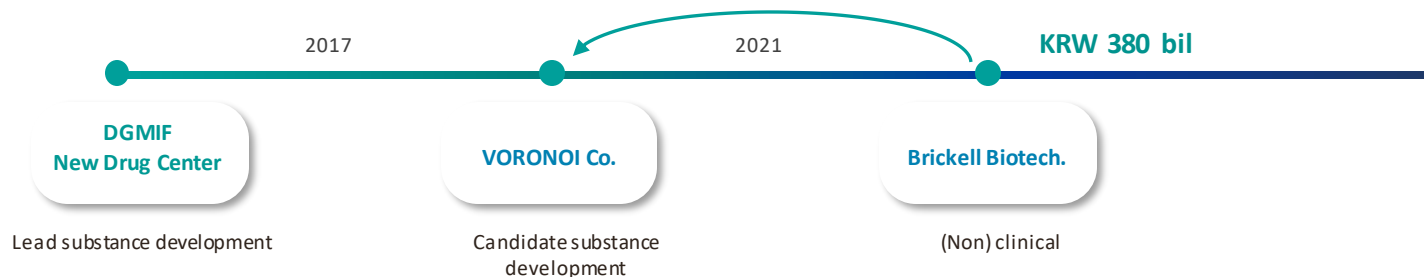 2017
2021
KRW 380 bil
DGMIF
New Drug Center
VORONOI Co.
Brickell Biotech.
Lead substance development
Candidate substance
development
(Non) clinical